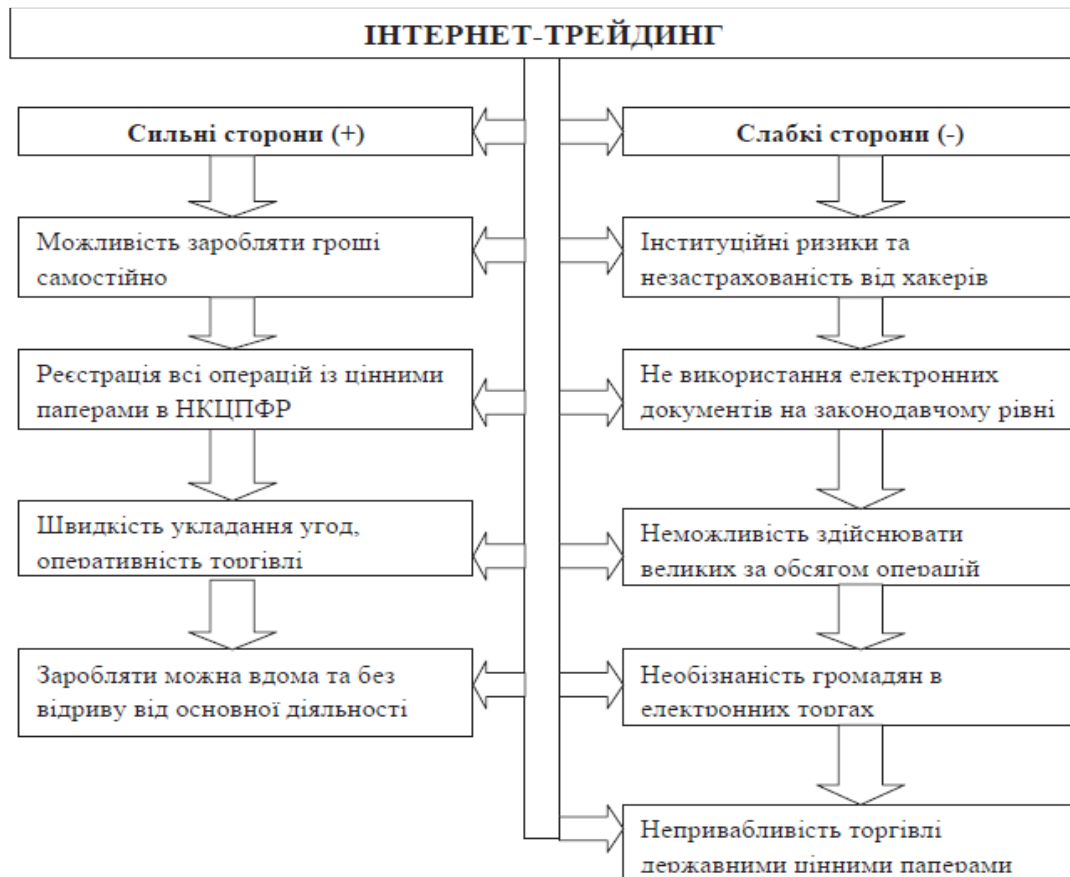 ІНТЕРНЕТ-ТРЕЙДИНГ
Сильні сторони (+)
Можливість заробляти гроші
самостійно
Реєстрація всі операцій із цінними
паперами в НКЦПФР
Швидкість укладання угод,
оперативність торгівлі
Заробляти можна вдома та без
відриву від основної діяльності
Слабкі сторони (-)
Інституційні ризики та
незастрахованість від хакерів
Не використання електронних
документів на законодавчому рівні
Неможливість здійснювати
великих за обсягом операцій
Необізнаність громадян в
електронних торгах
Непривабливість торгівлі
державними цінними паперами